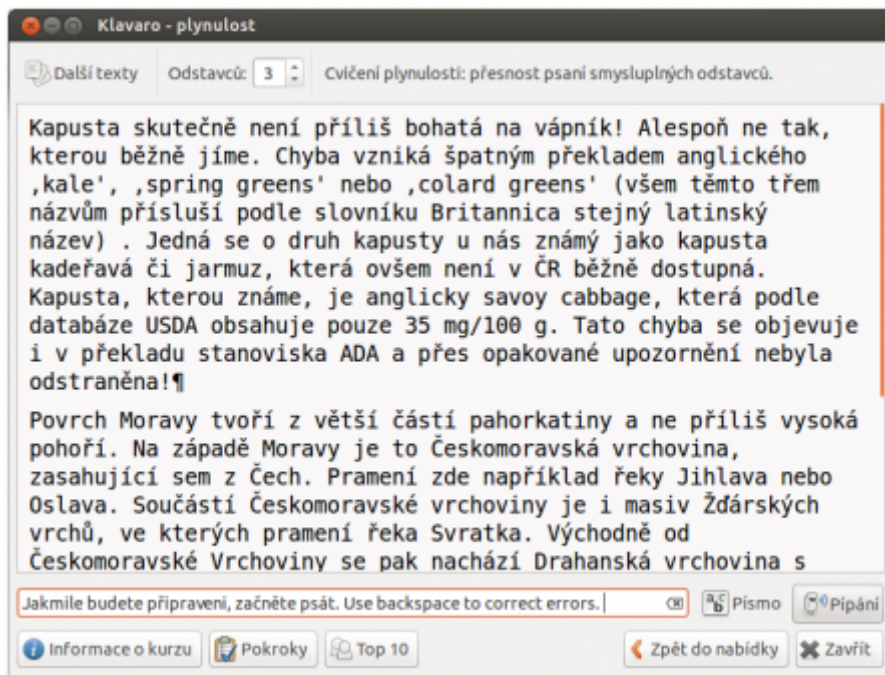 Klavaro - plynulost
Další texty Odstavců: 3 Cvičení plynulosti: přesnost psaní smysluplných odstavců.
Kapusta skutečně není příliš bohatá na vápník! Alespoň ne tak,
kterou běžně jíme. Chyba vzniká špatným překladem anglického
‚kale', ‚spring greens' nebo ‚colard greens' (všem těmto třem
názvům přísluší podle slovníku Britannica stejný latinský
název) . Jedná se o druh kapusty u nás známý jako kapusta
kadeřavá či jarmuz, která ovšem není v ČR běžně dostupná.
Kapusta, kterou známe, je anglicky savoy cabbage, která podle
databáze USDA obsahuje pouze 35 mg/100 g. Tato chyba se objevuje
i v překladu stanoviska ADA a přes opakované upozornění nebyla
odstraněna!¶
Povrch Moravy tvoří z větší částí pahorkatiny a ne příliš vysoká
pohoří. Na západě Moravy je to Českomoravská vrchovina,
zasahující sem z Čech. Pramení zde například řeky Jihlava nebo
Oslava. Součástí Českomoravské vrchoviny je i masiv Žďárských
vrchů, ve kterých pramení řeka Svratka. Východně od
Českomoravské Vrchoviny se pak nachází Drahanská vrchovina s
Jakmile budete připraveni, začněte psát. Use backspace to correct errors. Písmo Pípání
Informace o kurzu Pokroky Top 10 Zpět do nabídky Zavřít